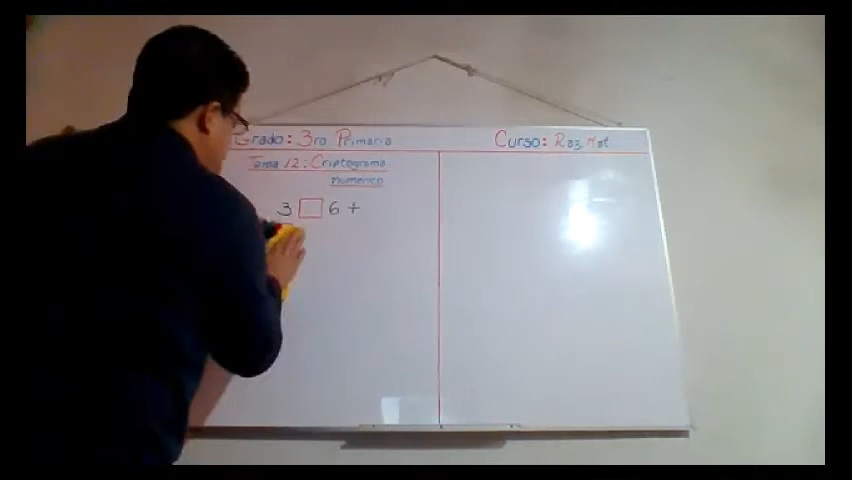 Grado: 3ro Primaria
Curso: Raz. Mat
Tema 12: Criptograma
numerico
3 □ 6 +